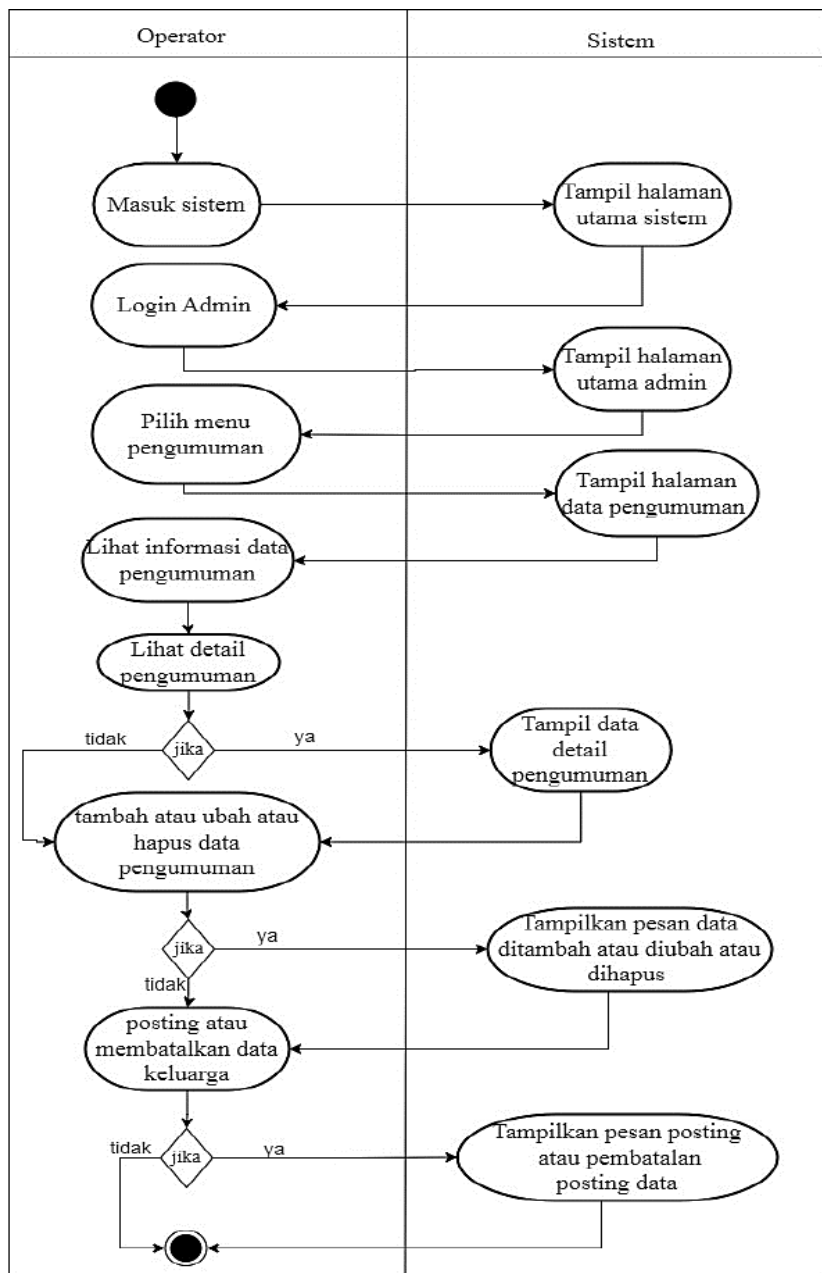 Operator
Sistem
Masuk sistem
Tampil halaman
utama sistem
Login Admin
Tampil halaman
utama admin
Pilih menu
pengumuman
Tampil halaman
data pengumuman
Lihat informasi data
pengumuman
Lihat detail
pengumuman
tidak
jika
ya
Tampil data
detail
pengumuman
tambah atau ubah atau
hapus data
pengumuman
jika
ya
tidak
Tampilkan pesan data
ditambah atau diubah atau
dihapus
posting atau
membatalkan data
keluarga
tidak
jika
ya
Tampilkan pesan posting
atau pembatalan
posting data